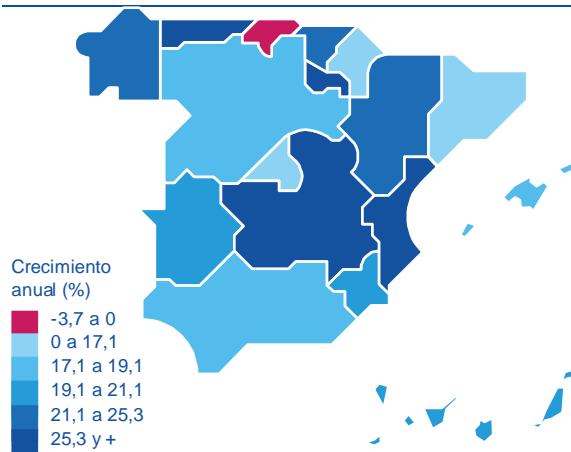 Crecimiento
anual (%)
-3,7 a 0
0 a 17,1
17,1 a 19,1
19,1 a 21,1
21,1 a 25,3
25,3 y +